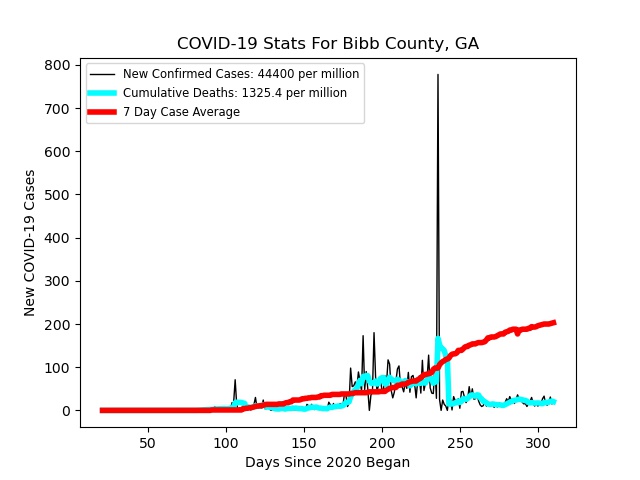 COVID-19 Stats For Bibb County, GA
New Confirmed Cases: 44400 per million
Cumulative Deaths: 1325.4 per million
7 Day Case Average
New COVID-19 Cases
800
700
600
500
400
300
200
100
0
50 100 150 200 250 300
Days Since 2020 Began